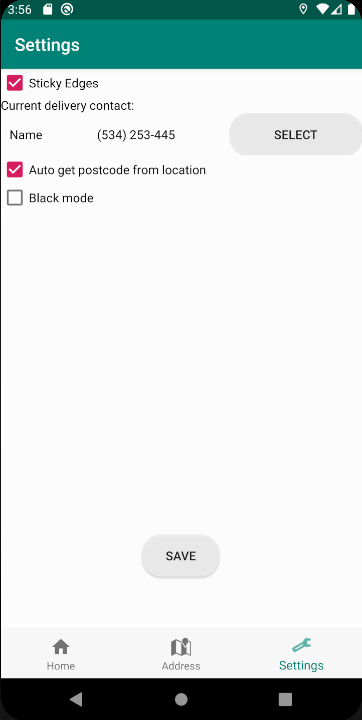 3:56
Settings
Sticky Edges
Current delivery contact:
Name (534) 253-445 SELECT
Auto get postcode from location
Black mode
SAVE
Home Address Settings